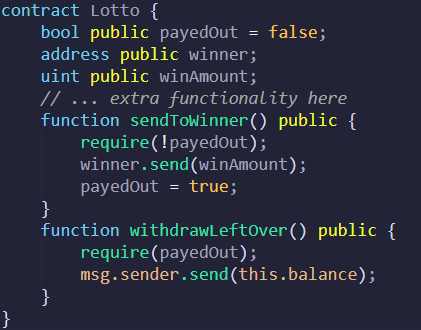 contract Lotto {
    bool public payedOut = false;
    address public winner;
    uint public winAmount;
    // ... extra functionality here
    function sendToWinner() public {
        require(!payedOut);
        winner.send(winAmount);
        payedOut = true;
    }
    function withdrawLeftOver() public {
        require(payedOut);
        msg.sender.send(this.balance);
    }
}